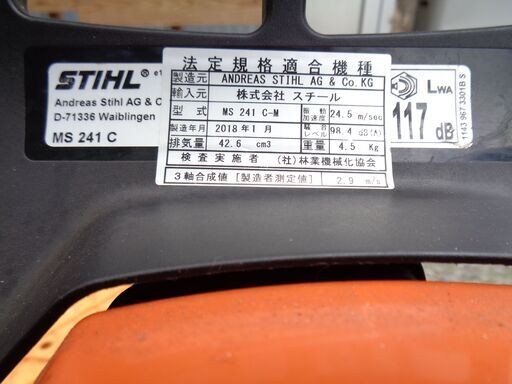 STIHL®
Andreas Stihl AG & C
D-71336 Waiblingen
MS 241 C
法定規格適合機種
製造元 ANDREAS STIHL AG & Co. KG
輸入元 株式会社 スチール
型式 MS 241 C-M 振動加速度 24.5 m/sec
製造年月 2018年1月 騒音レベル 98.4 dB(A)
排気量 42.6 cm3 重量 4.5 Kg
検査実施者 (社)林業機械化協会
3軸合成値 [製造者測定値] 2.9 m/s
LWA
117 dB
1143 967 3301 B S